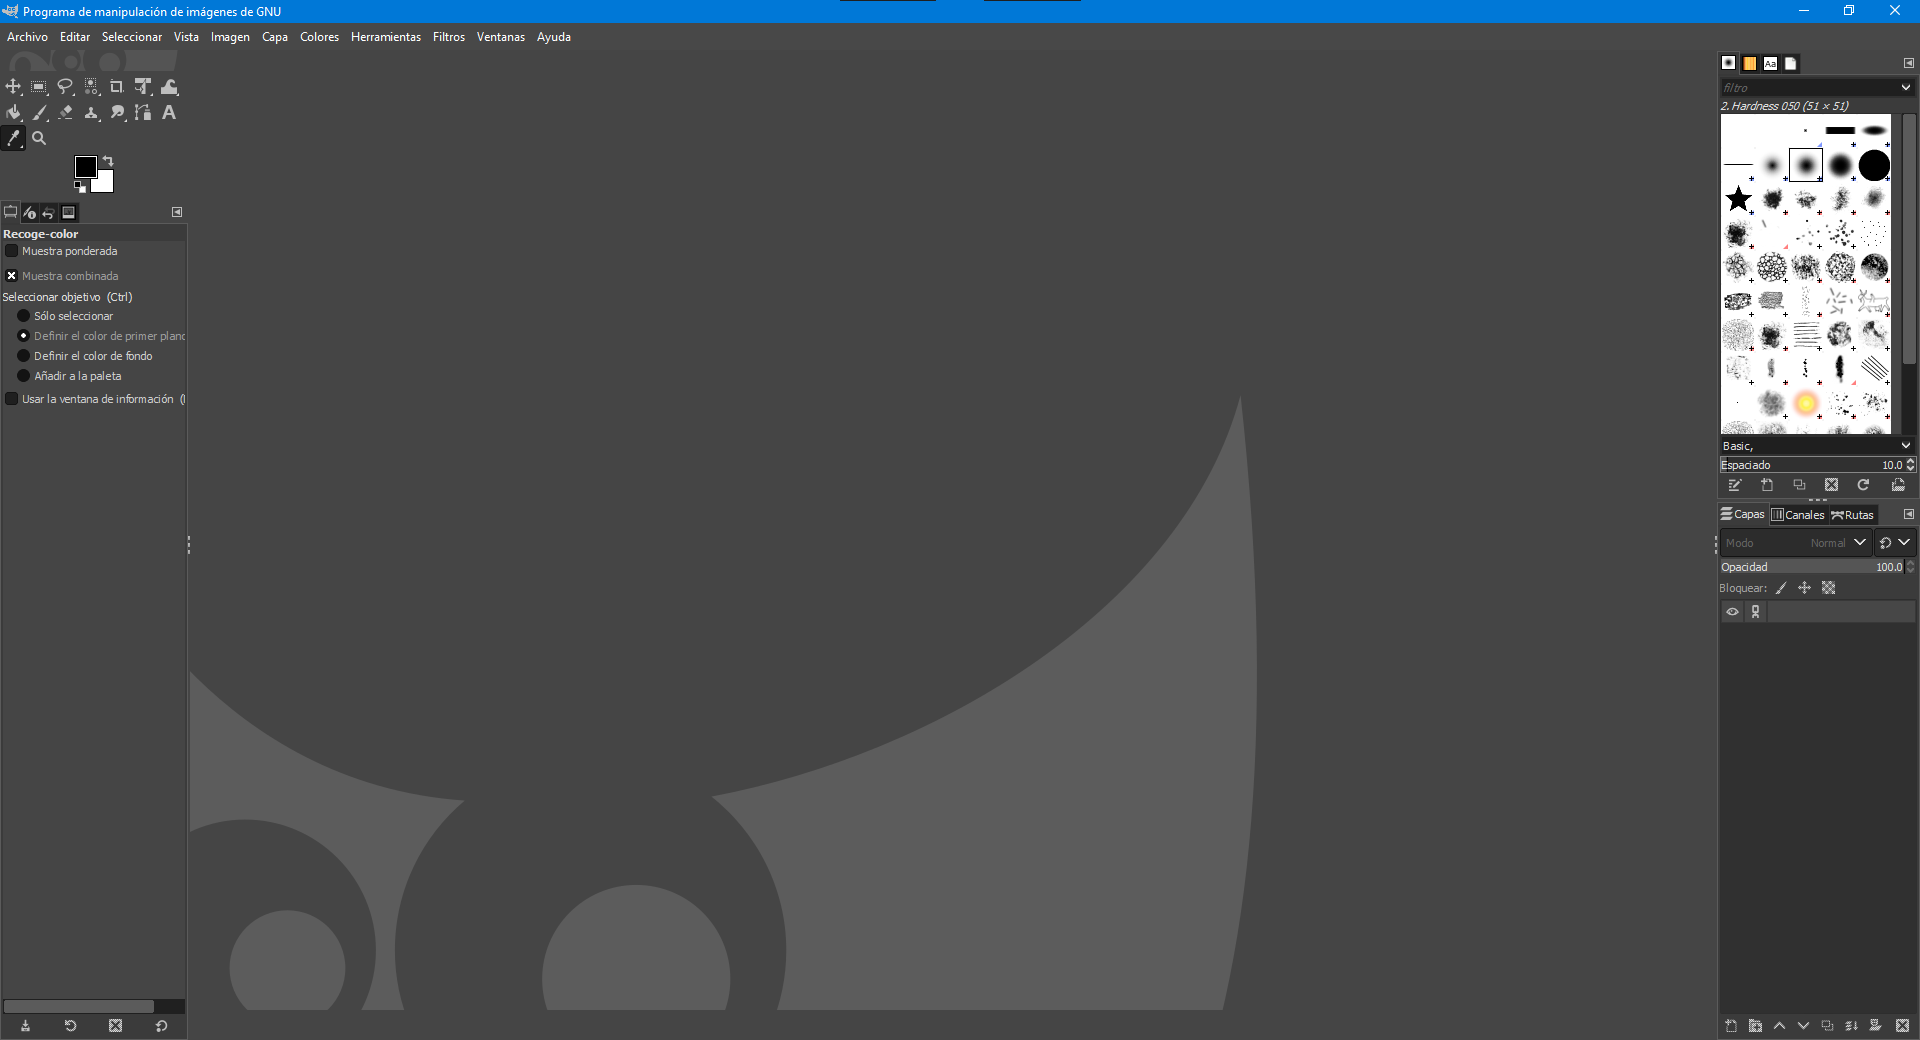 Programa de manipulación de imágenes de GNU
Archivo Editar Seleccionar Vista Imagen Capa Colores Herramientas Filtros Ventanas Ayuda
Recoge-color
Muestra ponderada
Muestra combinada
Seleccionar objetivo (Ctrl)
Sólo seleccionar
Definir el color de primer plano
Definir el color de fondo
Añadir a la paleta
Usar la ventana de información (
Aa
filtro
2. Hardness 050 (51 × 51)
Basic,
Espaciado 10.0
Capas Canales Rutas
Modo Normal
Opacidad 100.0
Bloquear: